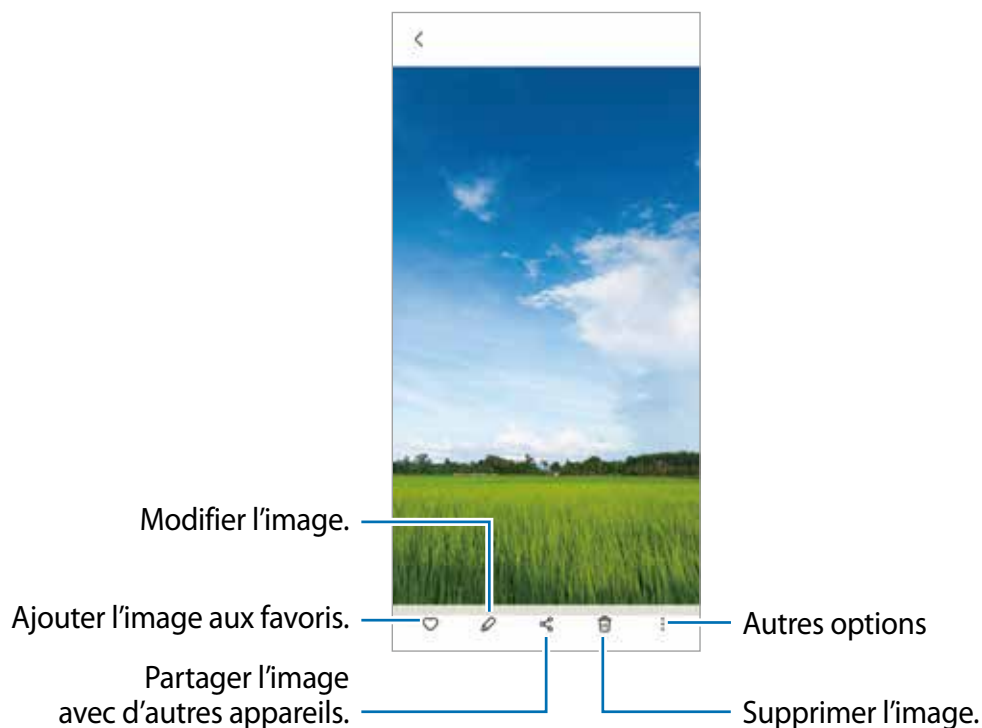 Modifier l’image.
Ajouter l’image aux favoris.
Autres options
Partager l’image
avec d’autres appareils.
Supprimer l’image.